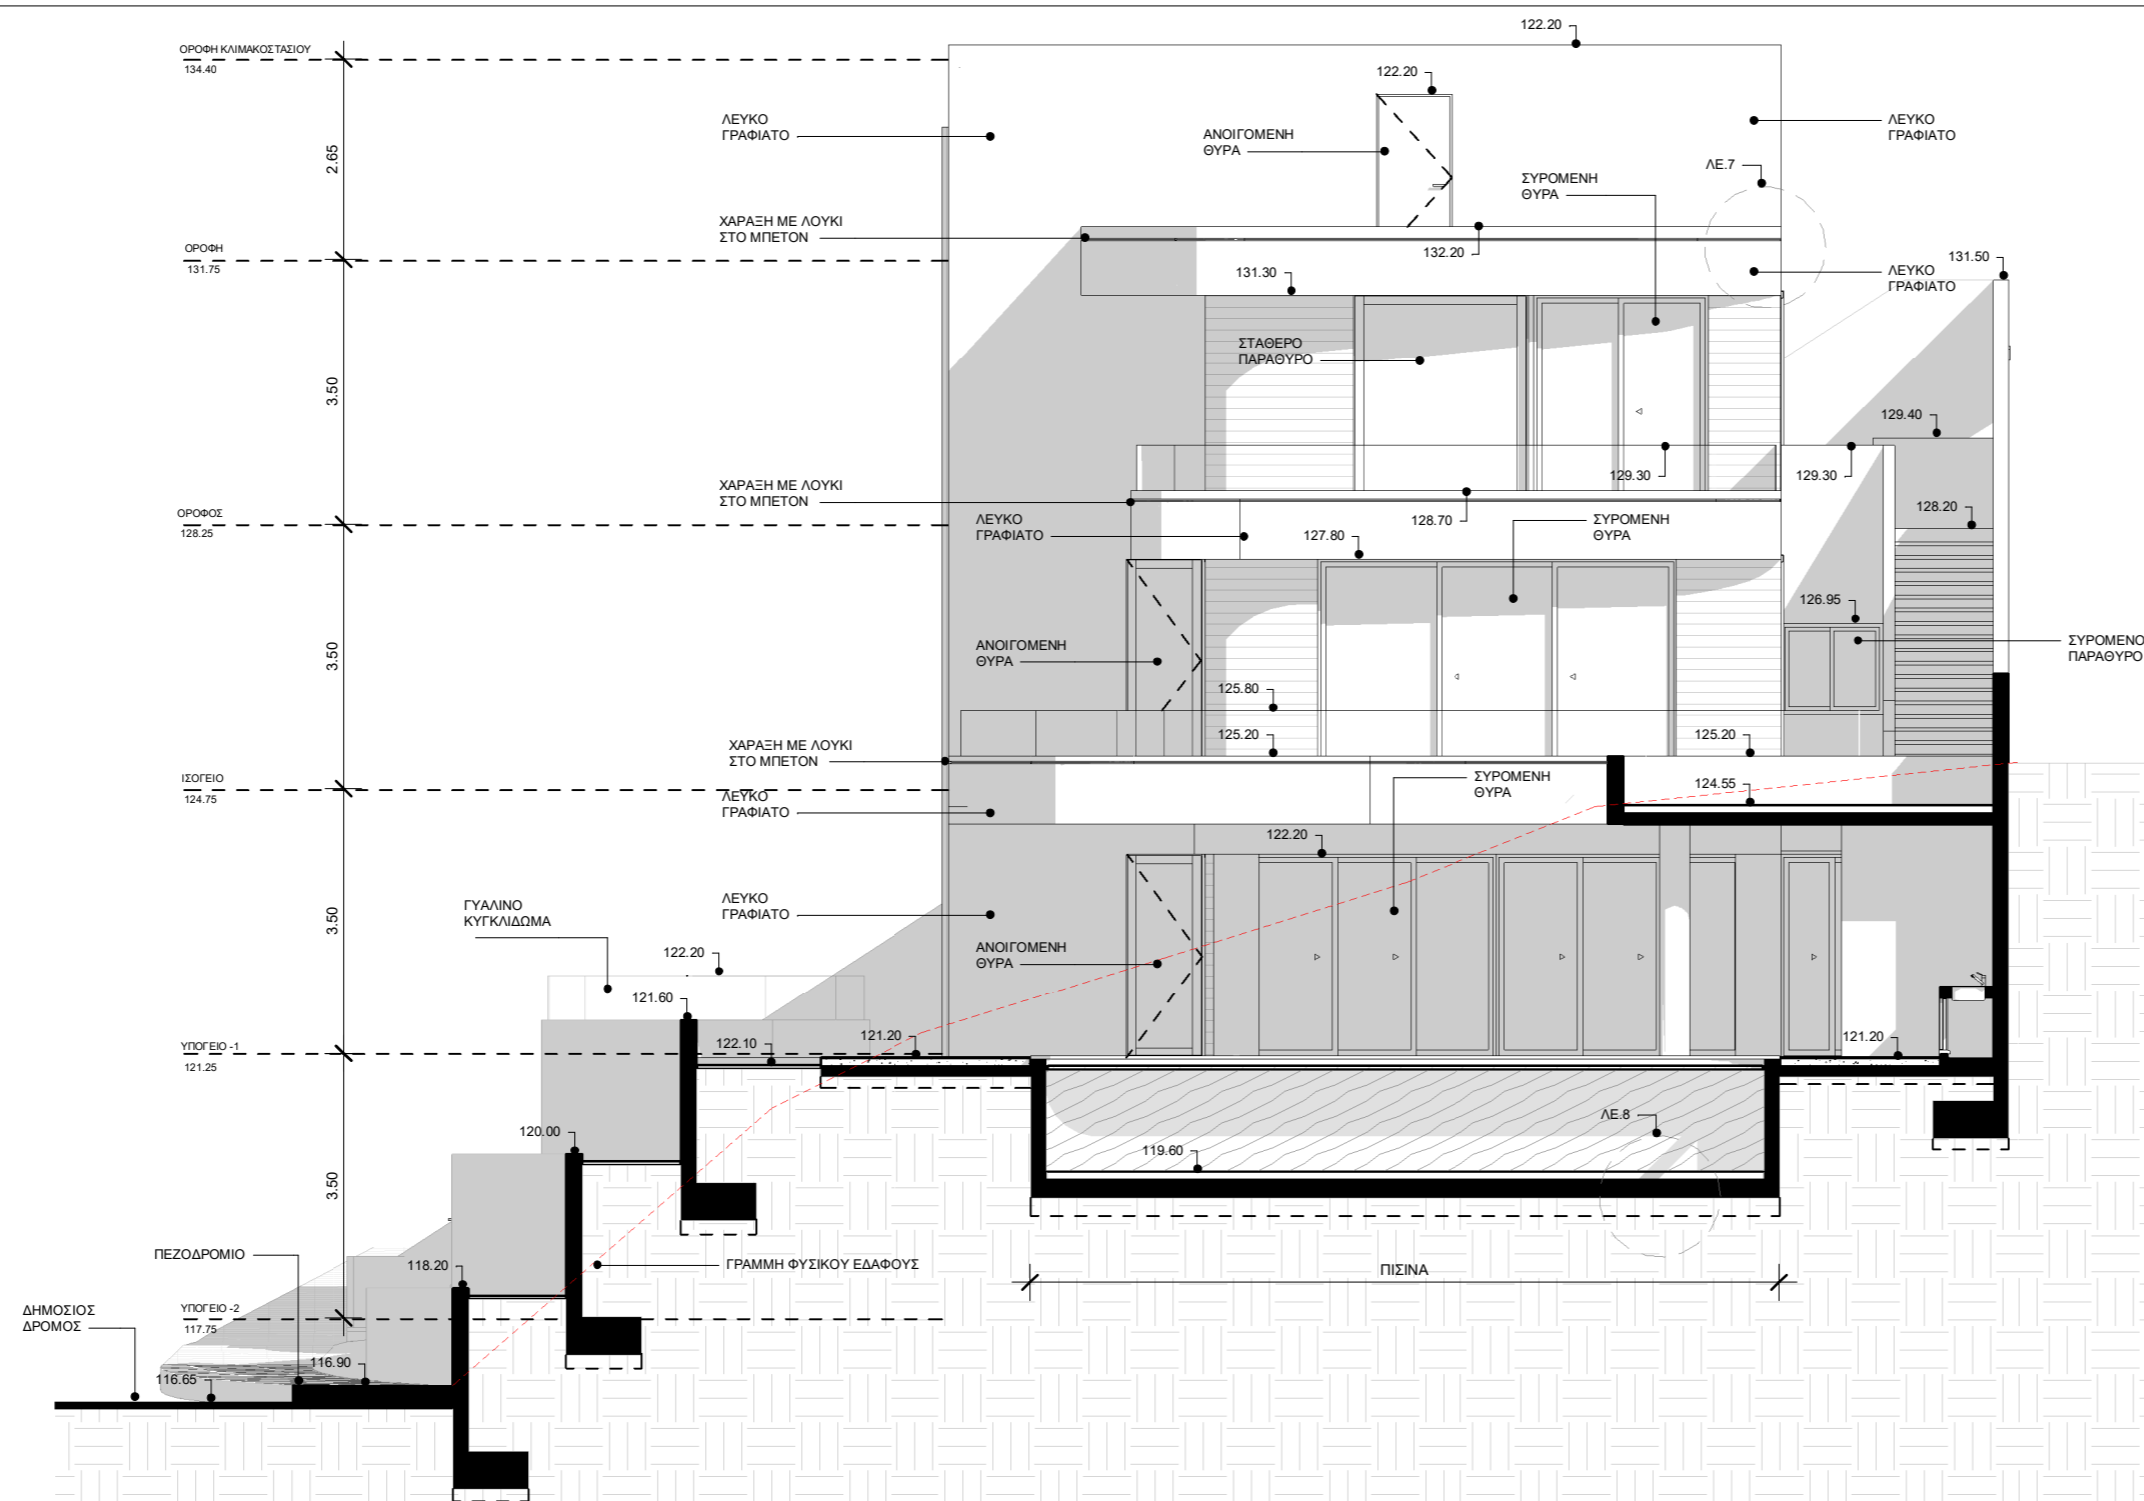 122.20
ΟΡΟΦΗ ΚΛΙΜΑΚΟΣΤΑΣΙΟΥ
134.40
122.20
ΛΕΥΚΟ
ΓΡΑΦΙΑΤΟ
ΑΝΟΙΓΟΜΕΝΗ
ΘΥΡΑ
ΛΕΥΚΟ
ΓΡΑΦΙΑΤΟ
2.65
ΛΕ.7
ΣΥΡΟΜΕΝΗ
ΘΥΡΑ
ΧΑΡΑΞΗ ΜΕ ΛΟΥΚΙ
ΣΤΟ ΜΠΕΤΟΝ
ΟΡΟΦΗ
131.75
132.20
131.30
131.50
ΛΕΥΚΟ
ΓΡΑΦΙΑΤΟ
ΣΤΑΘΕΡΟ
ΠΑΡΑΘΥΡΟ
3.50
129.40
129.30
129.30
ΧΑΡΑΞΗ ΜΕ ΛΟΥΚΙ
ΣΤΟ ΜΠΕΤΟΝ
ΟΡΟΦΟΣ
128.25
ΛΕΥΚΟ
ΓΡΑΦΙΑΤΟ
128.70
127.80
ΣΥΡΟΜΕΝΗ
ΘΥΡΑ
128.20
126.95
ΣΥΡΟΜΕΝΟ
ΠΑΡΑΘΥΡΟ
3.50
ΑΝΟΙΓΟΜΕΝΗ
ΘΥΡΑ
125.80
125.20
125.20
ΧΑΡΑΞΗ ΜΕ ΛΟΥΚΙ
ΣΤΟ ΜΠΕΤΟΝ
ΙΣΟΓΕΙΟ
124.75
ΛΕΥΚΟ
ΓΡΑΦΙΑΤΟ
ΣΥΡΟΜΕΝΗ
ΘΥΡΑ
124.55
122.20
3.50
ΓΥΑΛΙΝΟ
ΚΥΓΚΛΙΔΩΜΑ
ΛΕΥΚΟ
ΓΡΑΦΙΑΤΟ
ΑΝΟΙΓΟΜΕΝΗ
ΘΥΡΑ
122.20
121.60
ΥΠΟΓΕΙΟ -1
121.25
122.10
121.20
121.20
ΛΕ.8
120.00
119.60
3.50
ΠΕΖΟΔΡΟΜΙΟ
118.20
ΓΡΑΜΜΗ ΦΥΣΙΚΟΥ ΕΔΑΦΟΥΣ
ΠΙΣΙΝΑ
ΔΗΜΟΣΙΟΣ
ΔΡΟΜΟΣ
ΥΠΟΓΕΙΟ -2
117.75
116.90
116.65